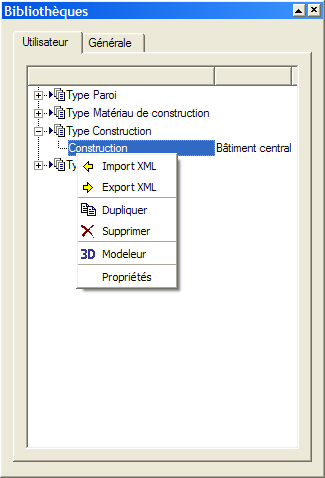 Bibliothèques
Utilisateur Générale
Type Paroi
Type Matériau de construction
Type Construction
Construction Bâtiment central
Ty
Import XML
Export XML
Dupliquer
Supprimer
3D Modeleur
Propriétés